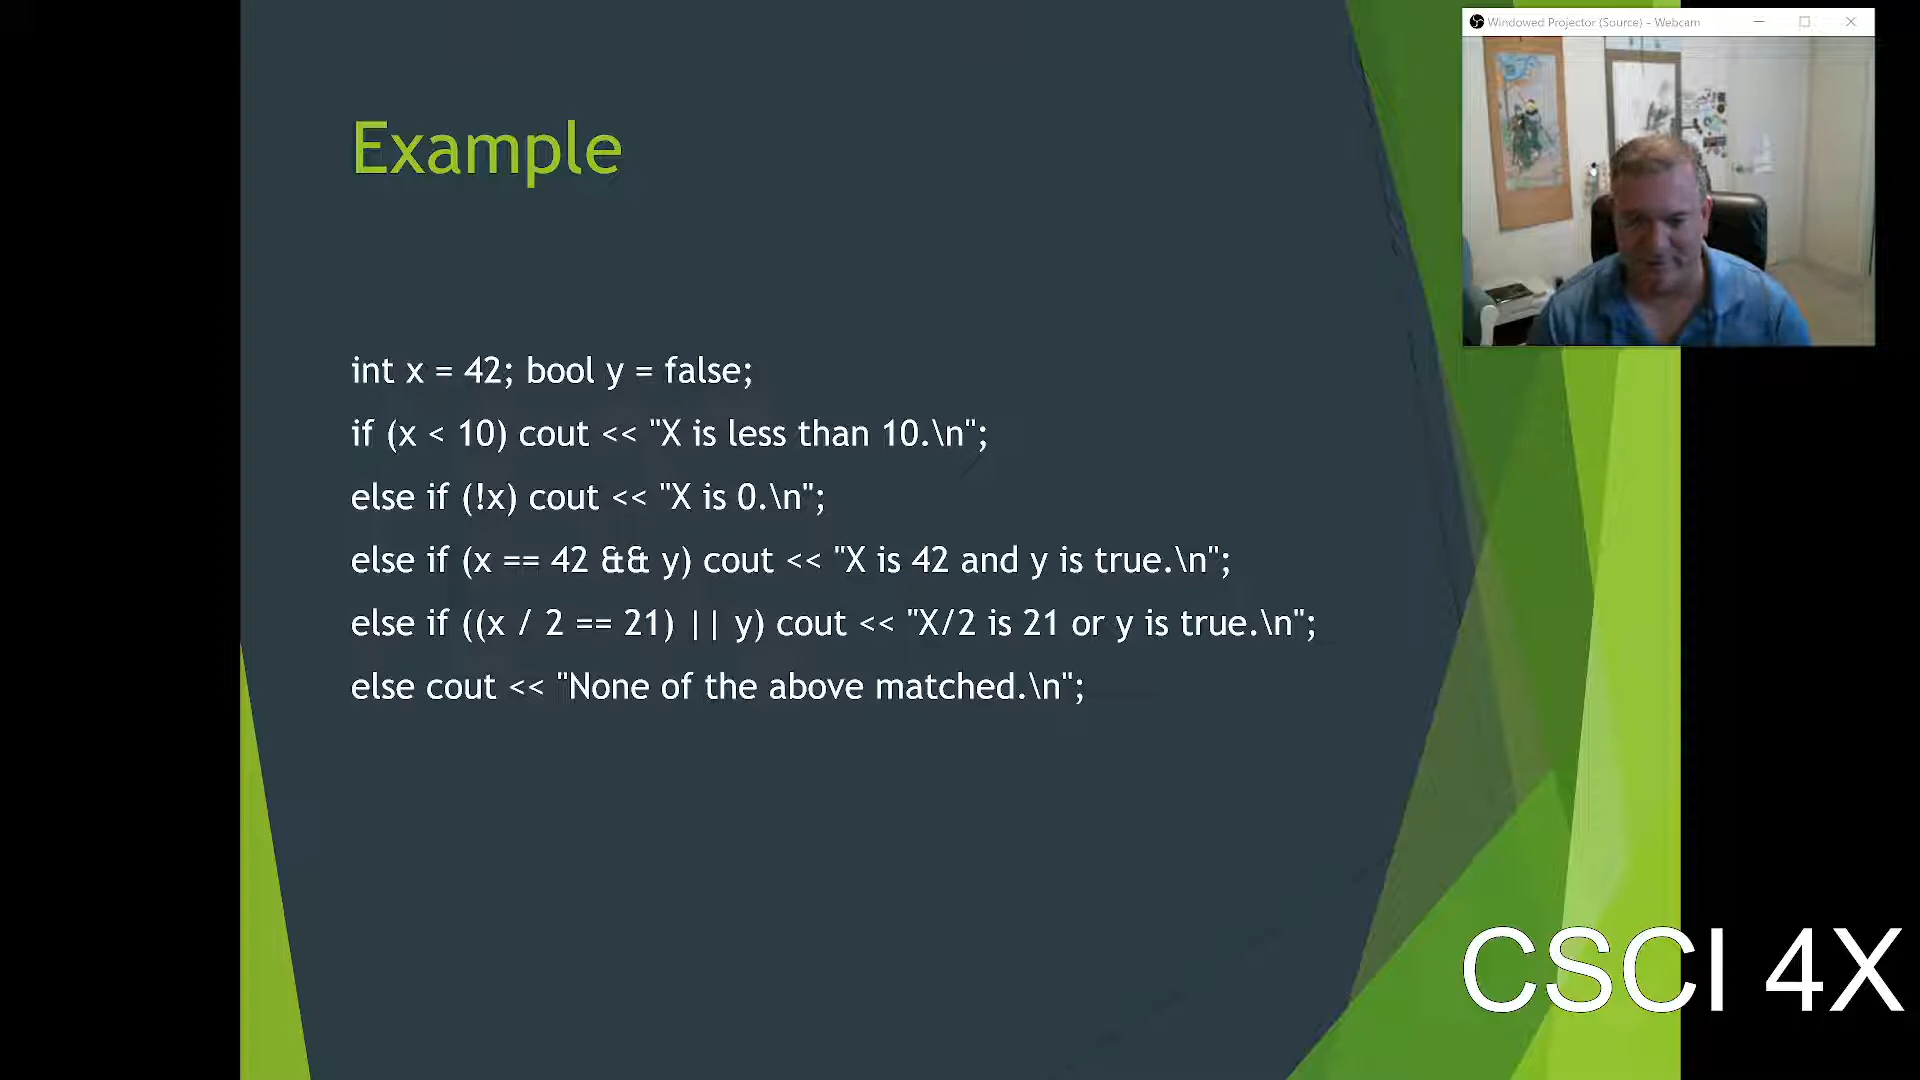 Windowed Projector (Source) - Webcam
Example
int x = 42; bool y = false;
if (x < 10) cout << "X is less than 10.\n";
else if (!x) cout << "X is 0.\n";
else if (x == 42 && y) cout << "X is 42 and y is true.\n";
else if ((x / 2 == 21) || y) cout << "X/2 is 21 or y is true.\n";
else cout << "None of the above matched.\n";
CSCI 4X